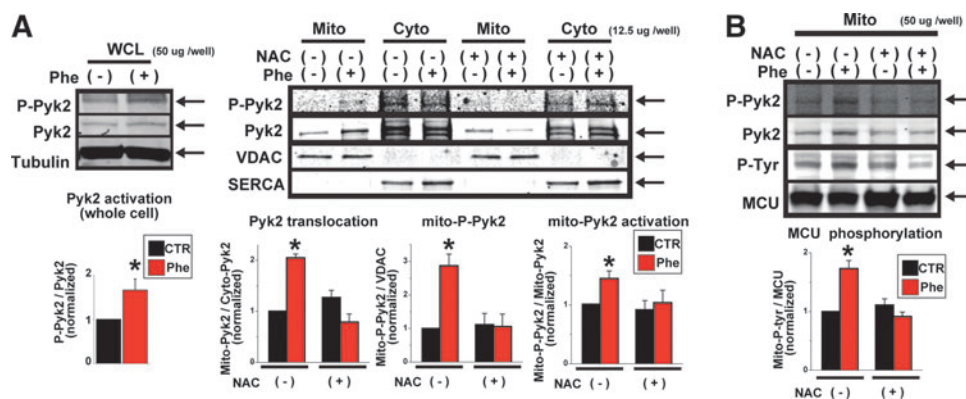 A
WCL (50 ug /well)
Phe (-) (+)
P-Pyk2
Pyk2
Tubulin
Mito Cyto Mito Cyto (12.5 ug /well)
NAC (-) (-) (-) (-) (+) (+) (+) (+)
Phe (-) (+) (-) (+) (-) (+) (-) (+)
P-Pyk2
Pyk2
VDAC
SERCA
B
Mito (50 ug /well)
NAC (-) (-) (+) (+)
Phe (-) (+) (-) (+)
P-Pyk2
Pyk2
P-Tyr
MCU
Pyk2 activation
(whole cell)
P-Pyk2 / Pyk2
(normalized)
2
1
0
*
CTR
Phe
Pyk2 translocation
Mito-Pyk2 / Cyto-Pyk2
(normalized)
2
1
0
*
NAC (-) (+)
mito-P-Pyk2
Mito-P-Pyk2 / VDAC
(normalized)
3
2
1
0
*
NAC (-) (+)
mito-Pyk2 activation
Mito-P-Pyk2 / Mito-Pyk2
(normalized)
2
1
0
*
NAC (-) (+)
CTR
Phe
MCU phosphorylation
Mito-P-tyr / MCU
(normalized)
2
1
0
*
CTR
Phe
NAC (-) (+)